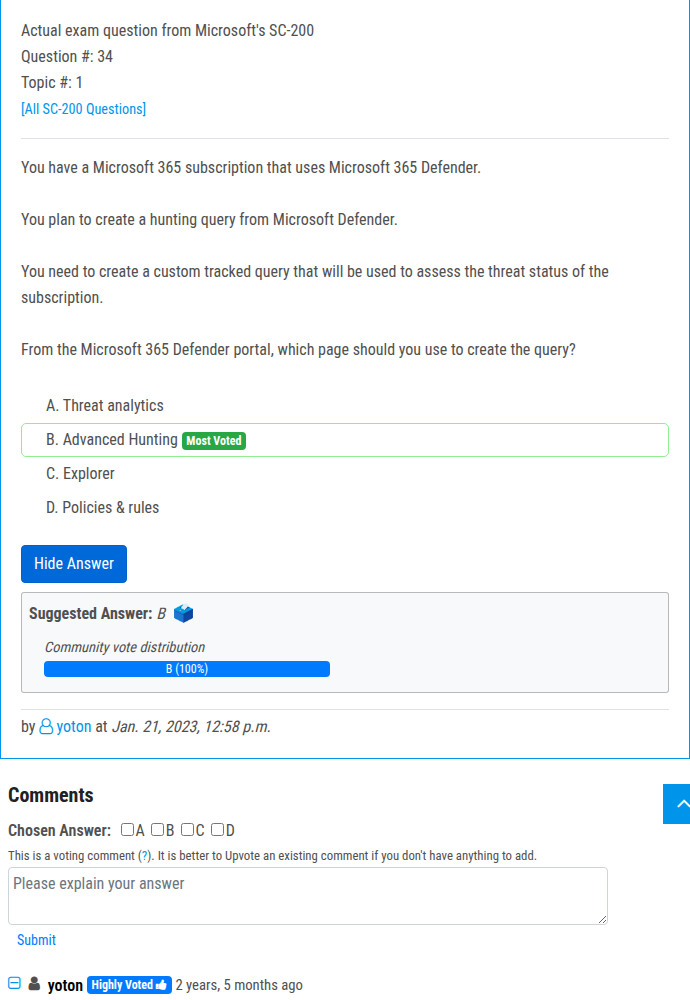 Actual exam question from Microsoft's SC-200
Question #: 34
Topic #: 1
[All SC-200 Questions]
You have a Microsoft 365 subscription that uses Microsoft 365 Defender.
You plan to create a hunting query from Microsoft Defender.
You need to create a custom tracked query that will be used to assess the threat status of the
subscription.
From the Microsoft 365 Defender portal, which page should you use to create the query?
A. Threat analytics
B. Advanced Hunting Most Voted
C. Explorer
D. Policies & rules
Hide Answer
Suggested Answer: B
Community vote distribution
B (100%)
by yoton at Jan. 21, 2023, 12:58 p.m.
Comments
Chosen Answer: A B C D
This is a voting comment (?). It is better to Upvote an existing comment if you don't have anything to add.
Please explain your answer
Submit
yoton Highly Voted 2 years, 5 months ago